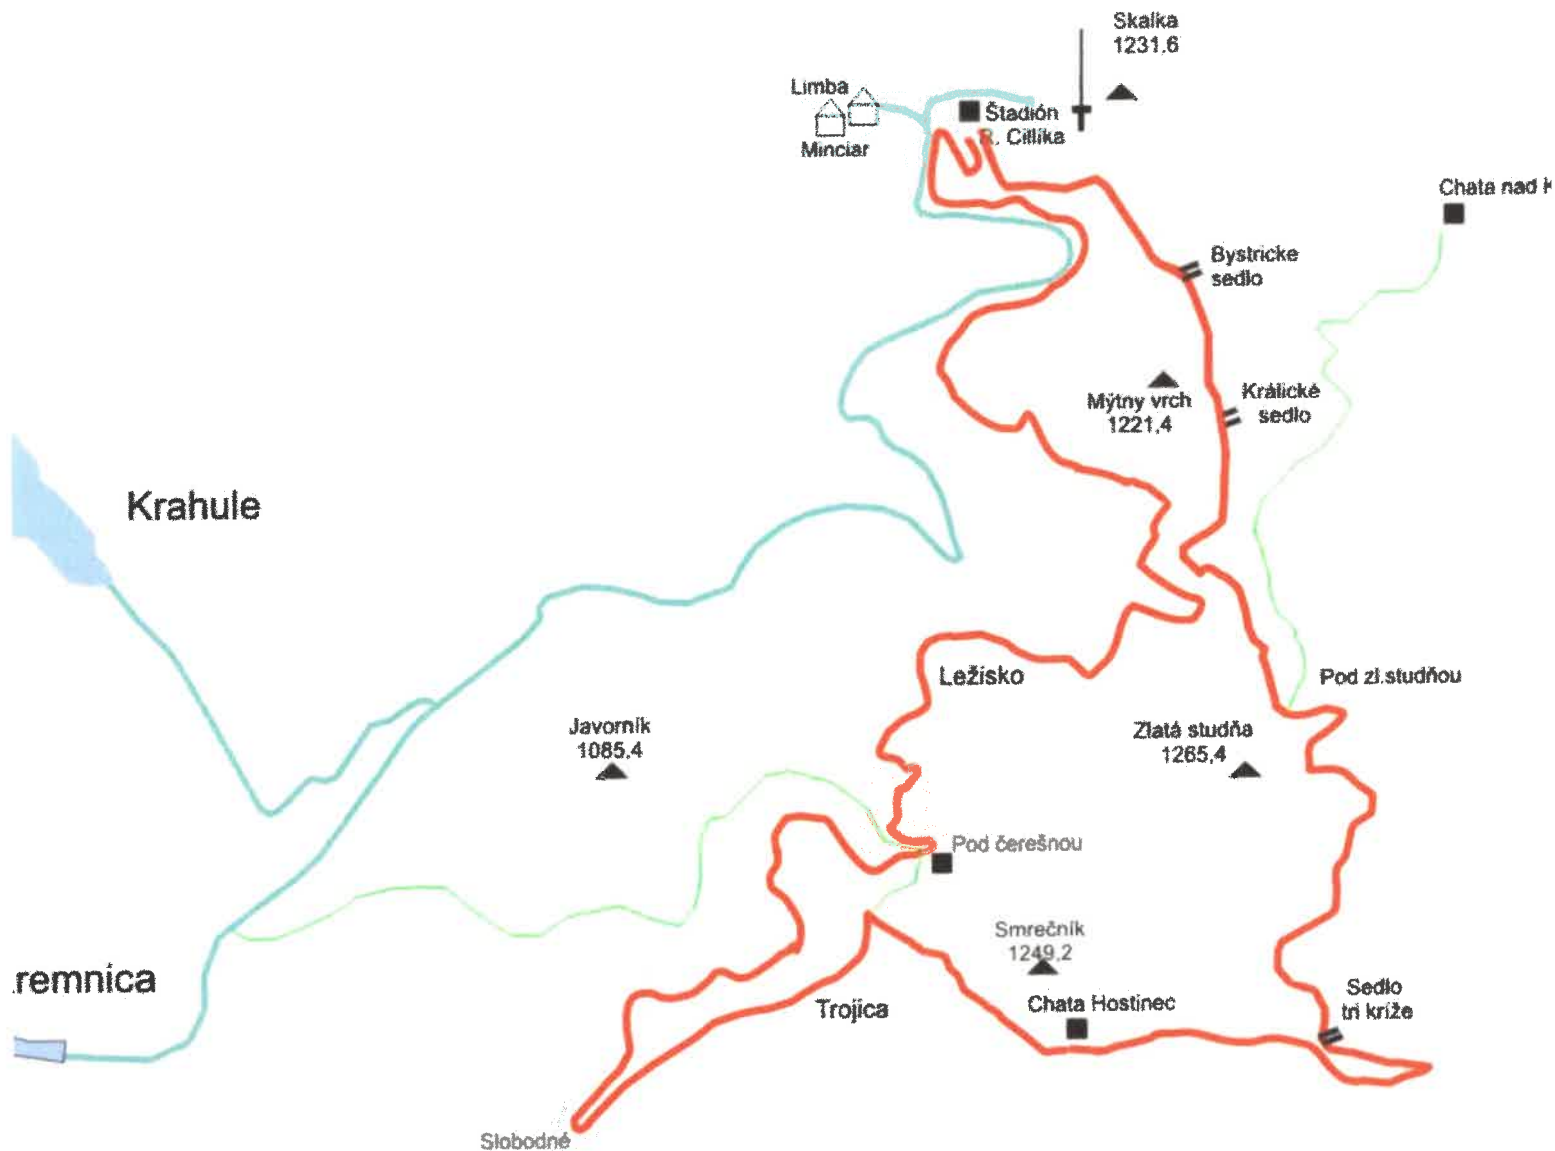 Skalka
1231,6
Limba
Štadión
R. Cillíka
Minciar
Chata nad K
Bystricke
sedlo
Králické
sedlo
Mýtny vrch
1221,4
Krahule
Ležisko
Pod zl.studňou
Javorník
1085,4
Zlatá studňa
1265,4
Pod čerešnou
Smrečník
1249,2
remnica
Sedlo
tri kríže
Chata Hostinec
Trojica
Slobodné